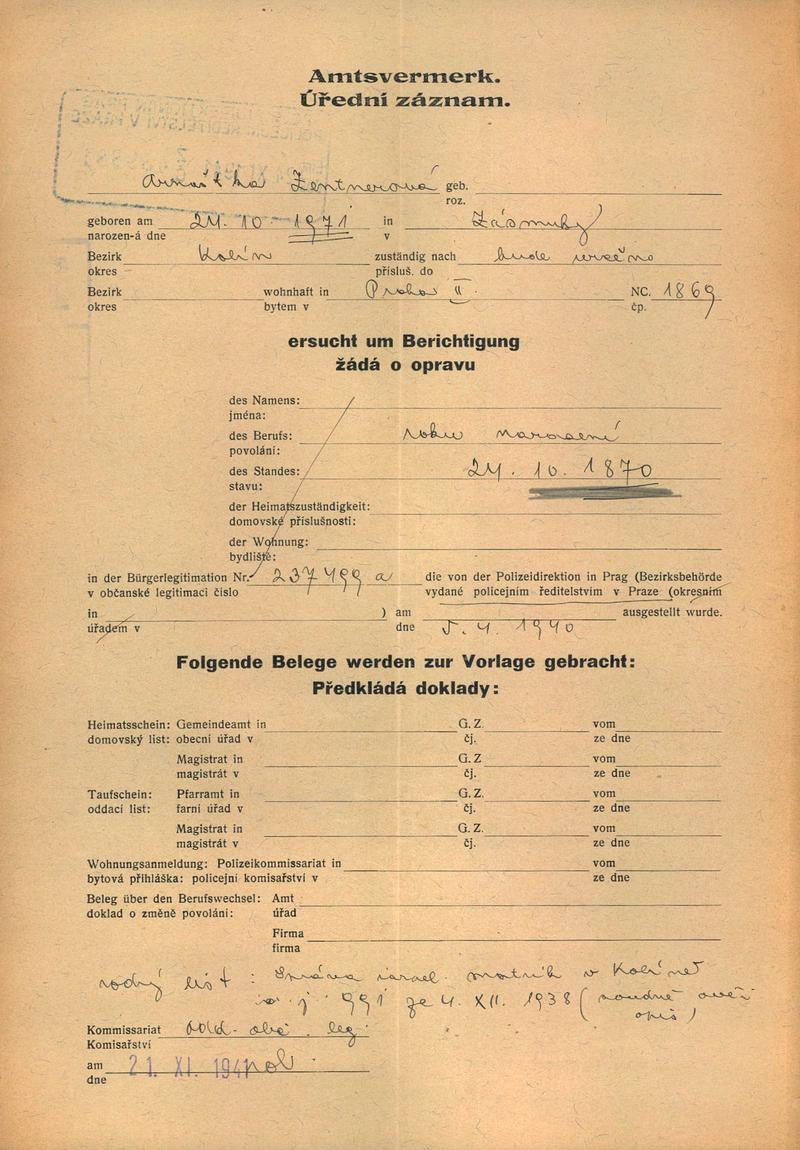 Amtsvermerk.
Úřední záznam.
Zentnerová geb.
roz.
geboren am 24. 10. 1971 in Zásmuky
narozen-á dne v
Bezirk Kolín zuständig nach bude
okres přísluš. do
Bezirk wohnhaft in Praha II. NC. 1869
okres bytem v čp.
ersucht um Berichtigung
žádá o opravu
des Namens:
jména:
des Berufs: roku narození
povolání:
des Standes: 24. 10. 1870
stavu:
der Heimatszuständigkeit:
domovské příslušnosti:
der Wohnung:
bydliště:
in der Bürgerlegitimation Nr. 237499 a die von der Polizeidirektion in Prag (Bezirksbehörde
v občanské legitimaci číslo vydané policejním ředitelstvím v Praze (okresním
in ) am ausgestellt wurde.
úřadem v dne 5. 4. 1940
Folgende Belege werden zur Vorlage gebracht:
Předkládá doklady:
Heimatsschein: Gemeindeamt in G. Z. vom
domovský list: obecní úřad v čj. ze dne
Magistrat in G. Z vom
magistrát v čj. ze dne
Taufschein: Pfarramt in G. Z. vom
oddací list: farní úřad v čj. ze dne
Magistrat in G. Z. vom
magistrát v čj. ze dne
Wohnungsanmeldung: Polizeikommissariat in vom
bytová přihláška: policejní komisařství v ze dne
Beleg über den Berufswechsel: Amt
doklad o změně povolání: úřad
Firma
firma
rodný list: israel. matrik v Kolíně
991 ze 4. XII. 1938 (soudně
opis)
Kommissariat odd. obč. leg.
Komisařství
am 21. XI. 1941
dne